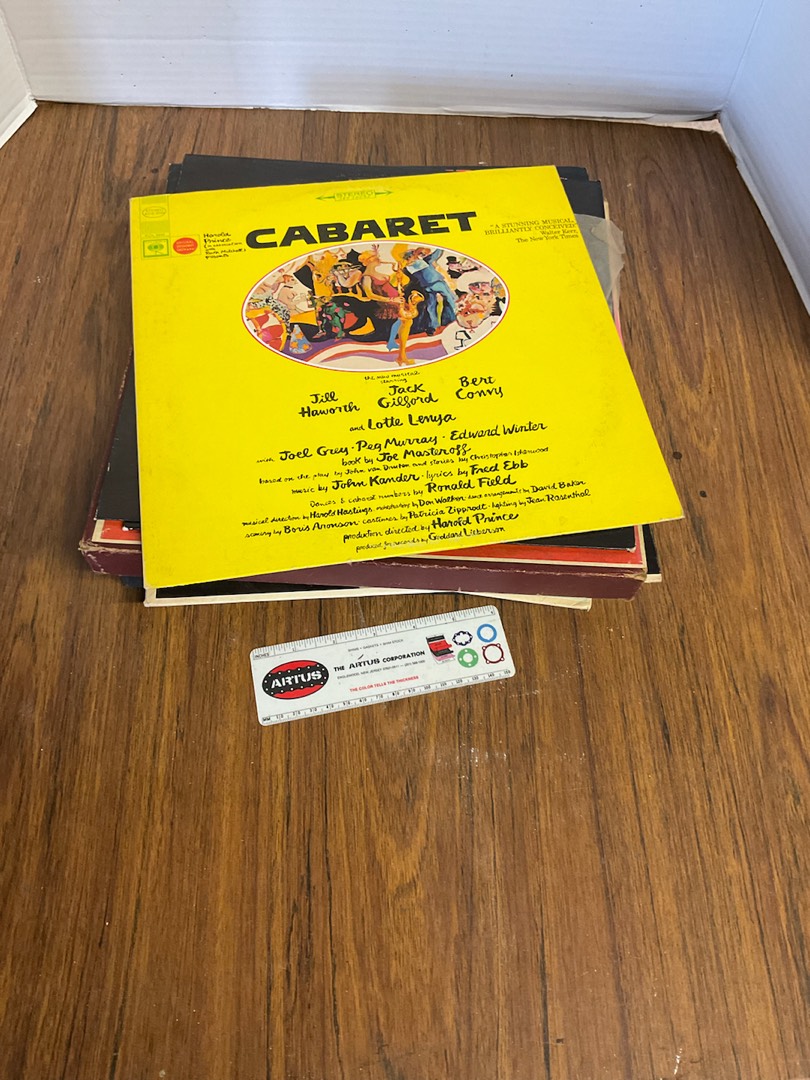 STEREO
Harold
Prince
CABARET
"A STUNNING MUSICAL,
BRILLIANTLY CONCEIVED"
Walter Kerr,
The New York Times
the new musical
starring
Jill Haworth
Jack Gilford
Bert Convy
and Lotte Lenya
with Joel Grey • Peg Murray • Edward Winter
book by Joe Masteroff
based on the play by John van Druten and stories by Christopher Isherwood
music by John Kander • lyrics by Fred Ebb
Dances & cabaret numbers by Ronald Field
musical direction by Harold Hastings • orchestration by Don Walker • dance arrangements by David Baker
scenery by Boris Aronson • costumes by Patricia Zipprodt • lighting by Jean Rosenthal
production directed by Harold Prince
produced for records by Goddard Lieberson
INCHES
ARTUS
THE ARTUS CORPORATION
THE COLOR TELLS THE THICKNESS
MM